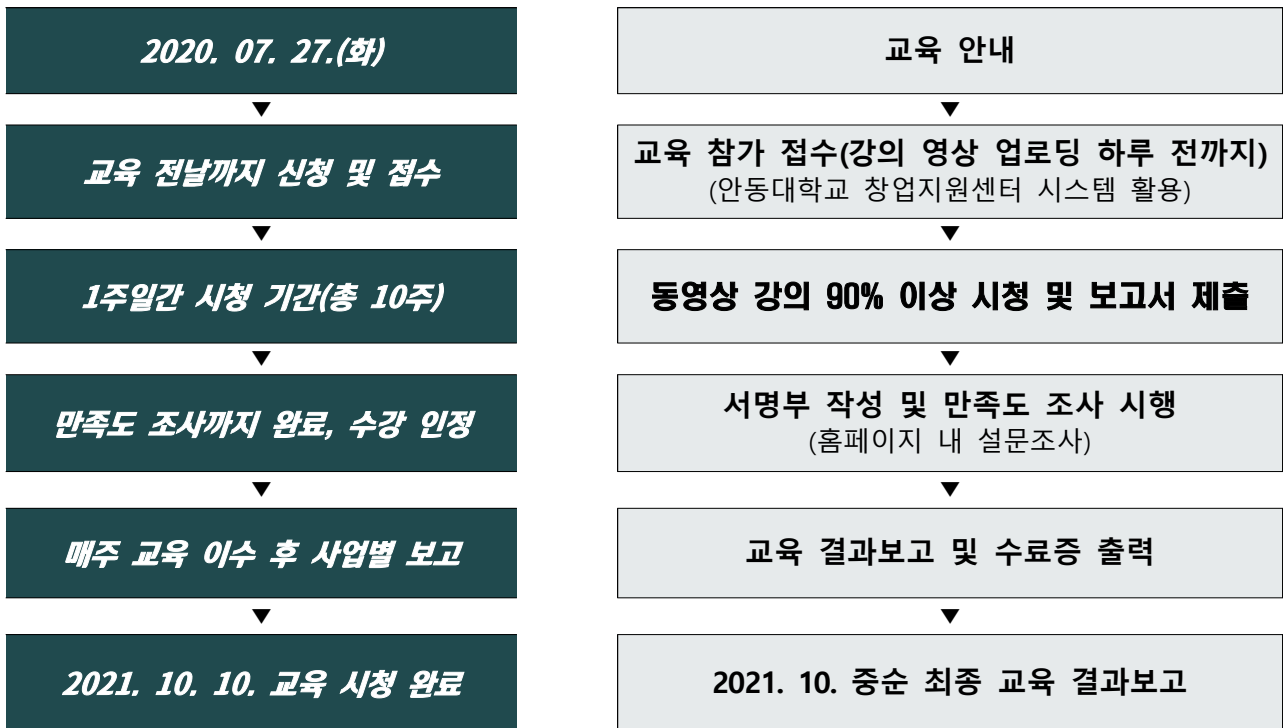 2020. 07. 27.(화)
교육 안내
▼
▼
교육 전날까지 신청 및 접수
교육 참가 접수(강의 영상 업로딩 하루 전까지)
(안동대학교 창업지원센터 시스템 활용)
▼
▼
1주일간 시청 기간(총 10주)
동영상 강의 90% 이상 시청 및 보고서 제출
▼
▼
만족도 조사까지 완료, 수강 인정
서명부 작성 및 만족도 조사 시행
(홈페이지 내 설문조사)
▼
▼
매주 교육 이수 후 사업별 보고
교육 결과보고 및 수료증 출력
▼
▼
2021. 10. 10. 교육 시청 완료
2021. 10. 중순 최종 교육 결과보고